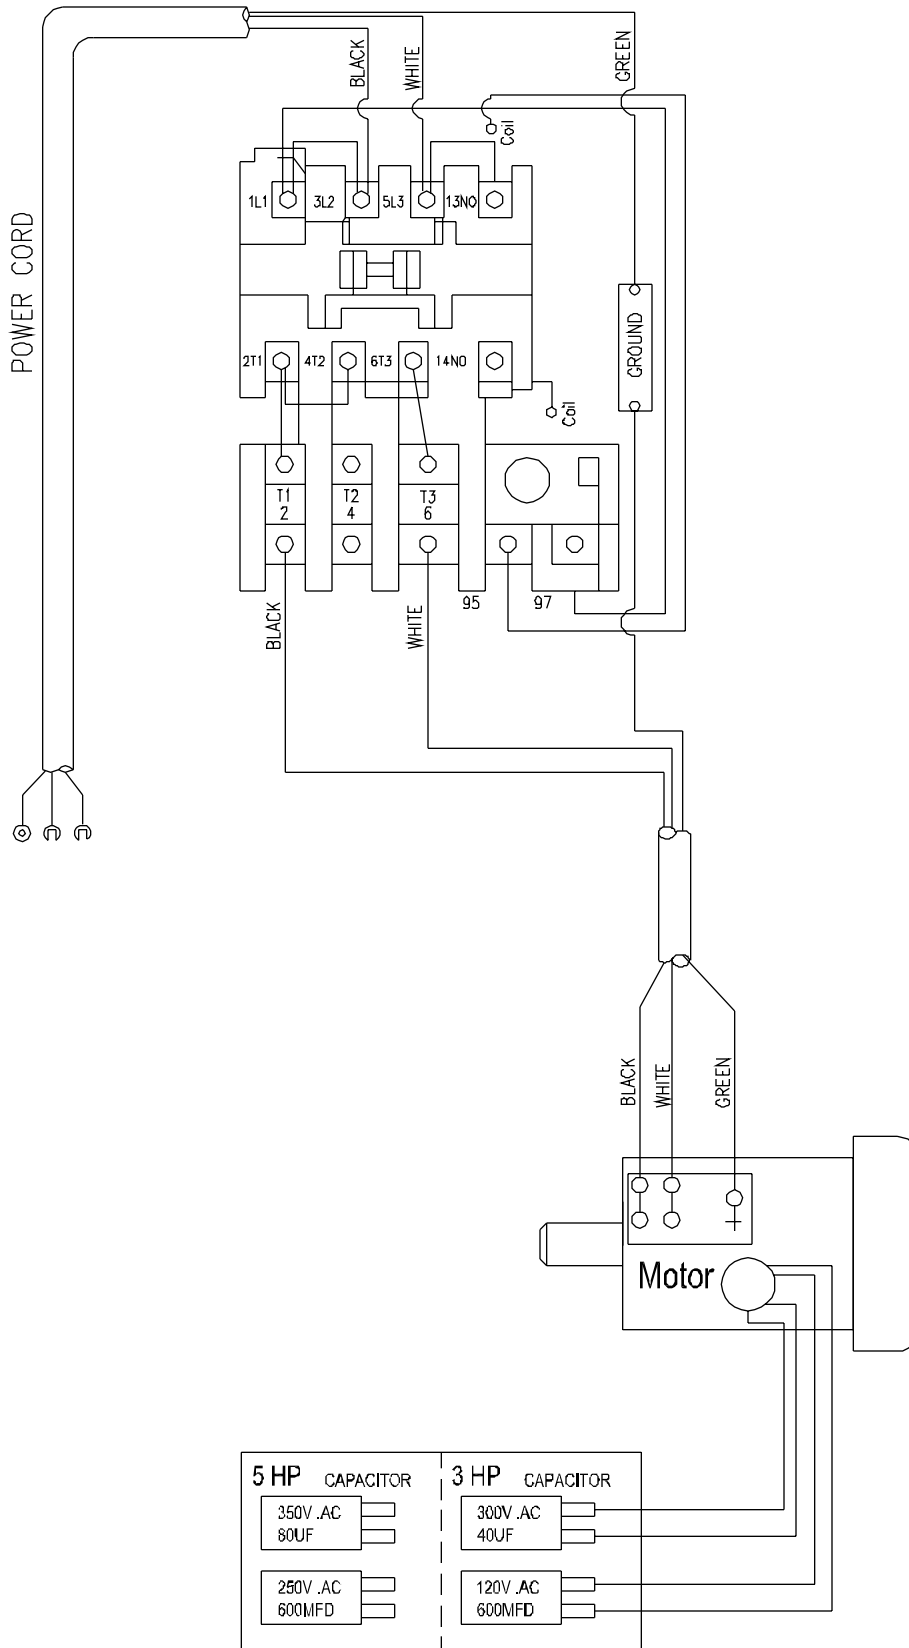 BLACK
WHITE
GREEN
Coil
1L1
3L2
5L3
13NO
POWER CORD
GROUND
2T1
4T2
6T3
14NO
Coil
T1
2
T2
4
T3
6
95
97
BLACK
WHITE
BLACK
WHITE
GREEN
Motor
5 HP CAPACITOR
3 HP CAPACITOR
350V .AC
80UF
300V .AC
40UF
250V .AC
600MFD
120V .AC
600MFD